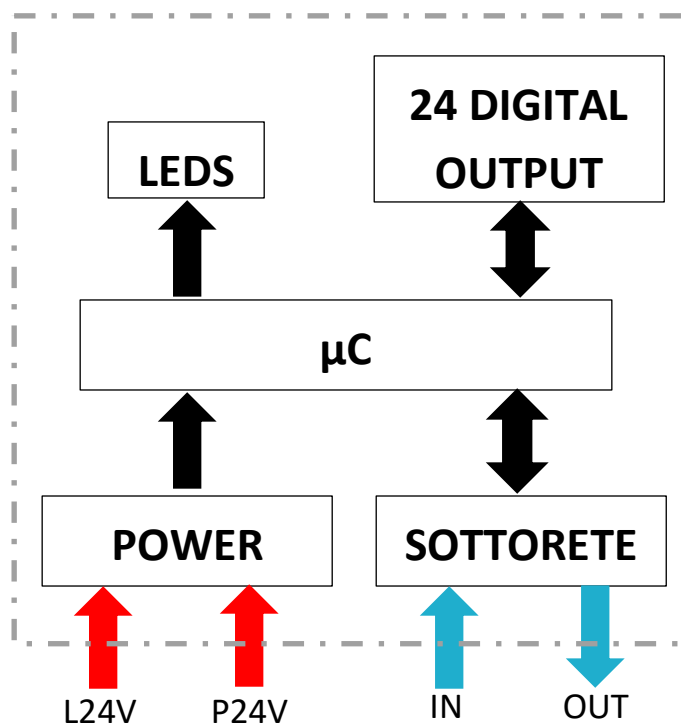 LEDS
24 DIGITAL
OUTPUT
µC
POWER
SOTTORETE
L24V
P24V
IN
OUT